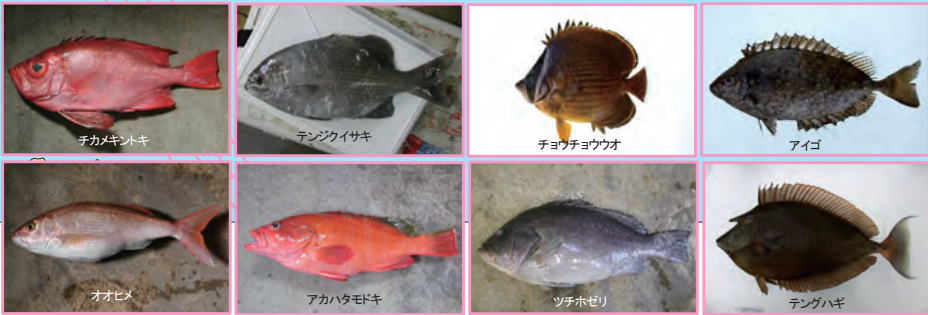 チカメキントキ
テンジクイサキ
チョウチョウウオ
アイゴ
オオヒメ
アカハタモドキ
ツチホゼリ
テングハギ